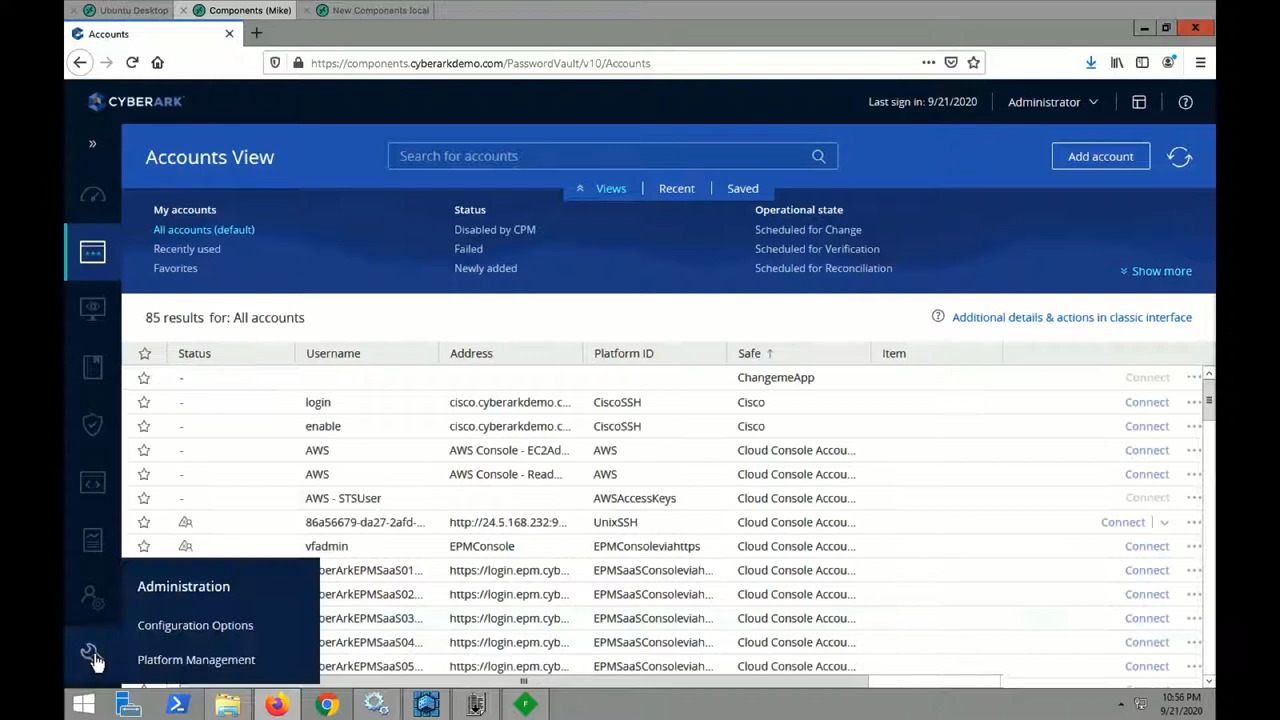 Ubuntu Desktop
Components (Mike)
New Components local
Accounts
https://components.cyberarkdemo.com/PasswordVault/v10/Accounts
CYBERARK
Last sign in: 9/21/2020
Administrator
Accounts View
Search for accounts
Add account
Views
Recent
Saved
My accounts
Status
Operational state
All accounts (default)
Disabled by CPM
Scheduled for Change
Recently used
Failed
Scheduled for Verification
Favorites
Newly added
Scheduled for Reconciliation
Show more
85 results for: All accounts
Additional details & actions in classic interface
Status Username Address Platform ID Safe Item
- ChangemeApp Connect
- login cisco.cyberarkdemo.c... CiscoSSH Cisco Connect
- enable cisco.cyberarkdemo.c... CiscoSSH Cisco Connect
- AWS AWS Console - EC2Ad... AWS Cloud Console Accou... Connect
- AWS AWS Console - Read... AWS Cloud Console Accou... Connect
- AWS - STSUser AWSAccessKeys Cloud Console Accou... Connect
86a56679-da27-2afd-... http://24.5.168.232:9... UnixSSH Cloud Console Accou... Connect
vfadmin EPMConsole EPMConsoleviahttps Cloud Console Accou... Connect
berArkEPMSaaS01... https://login.epm.cyb... EPMSaaSConsoleviah... Cloud Console Accou... Connect
berArkEPMSaaS02... https://login.epm.cyb... EPMSaaSConsoleviah... Cloud Console Accou... Connect
berArkEPMSaaS03... https://login.epm.cyb... EPMSaaSConsoleviah... Cloud Console Accou... Connect
berArkEPMSaaS04... https://login.epm.cyb... EPMSaaSConsoleviah... Cloud Console Accou... Connect
berArkEPMSaaS05... https://login.epm.cyb... EPMSaaSConsoleviah... Cloud Console Accou... Connect
Administration
Configuration Options
Platform Management
10:56 PM
9/21/2020